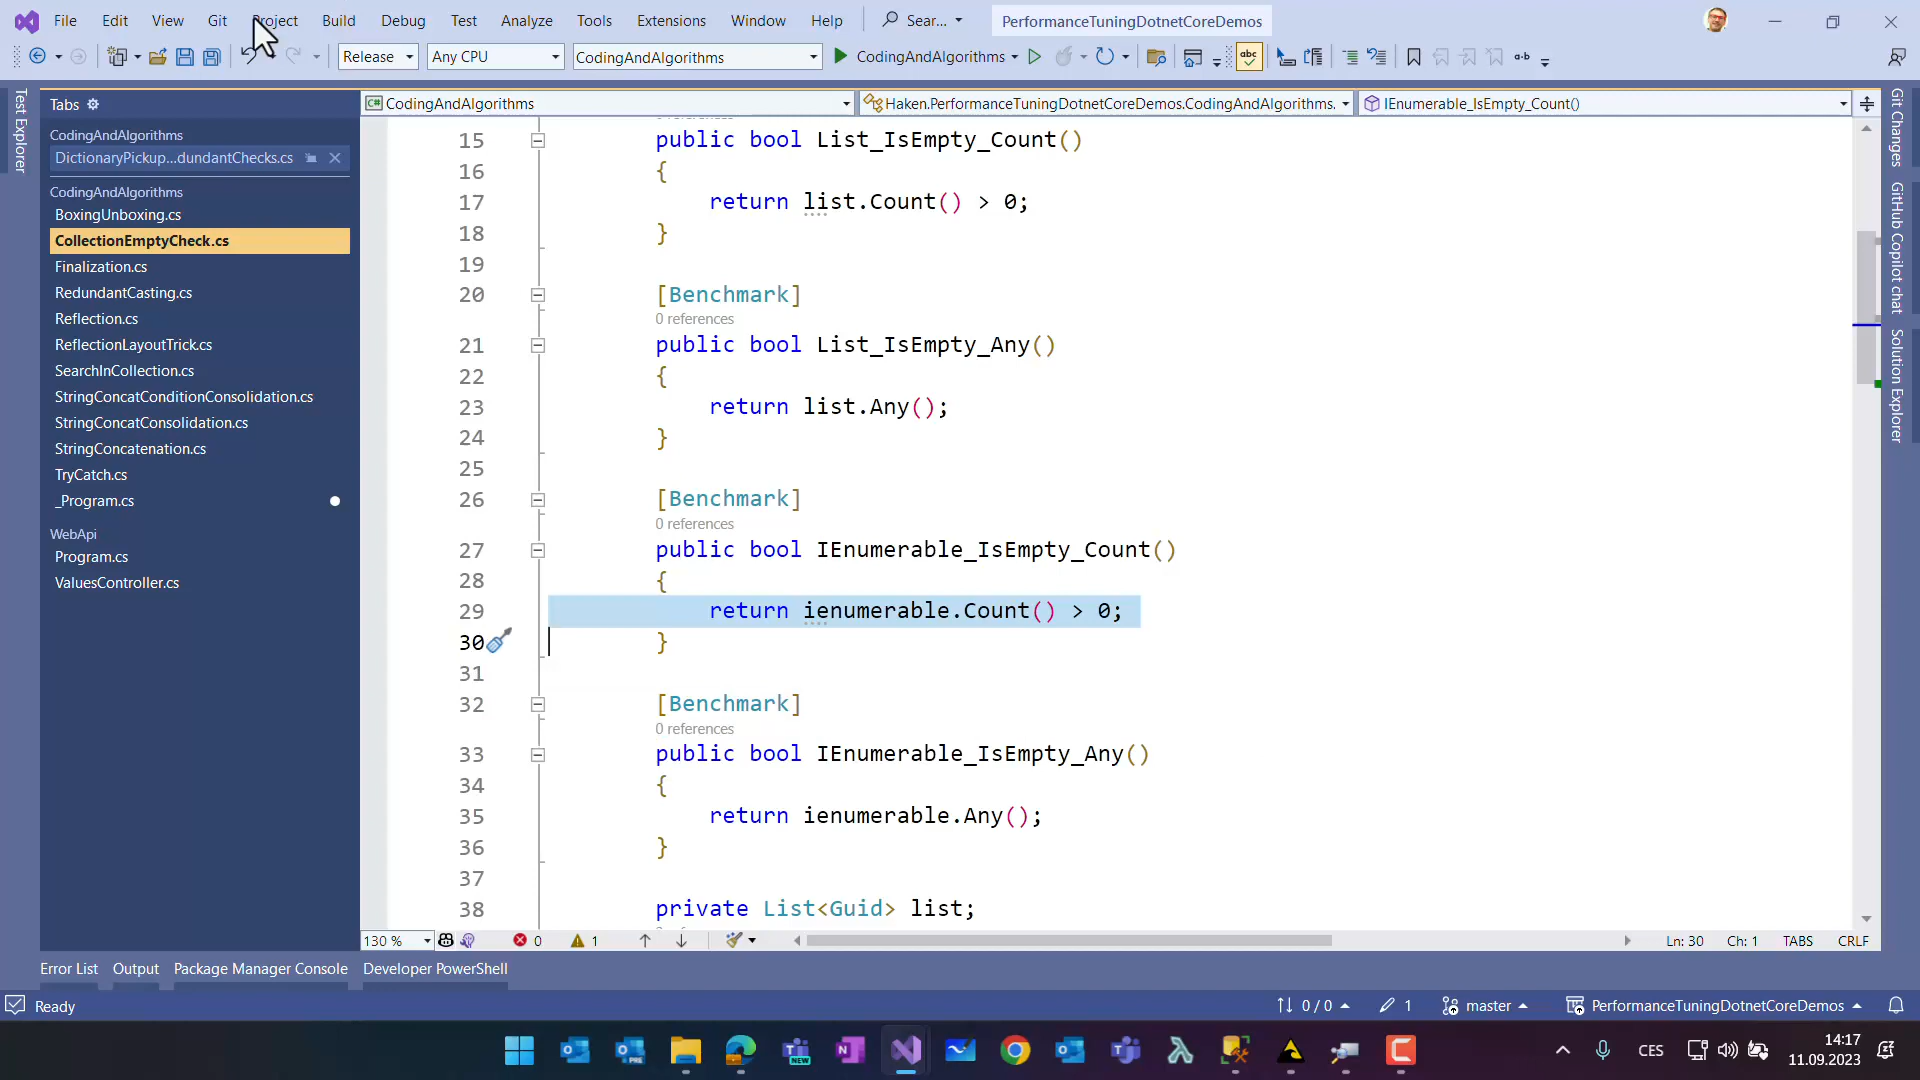 File Edit View Git Project Build Debug Test Analyze Tools Extensions Window Help Sear... PerformanceTuningDotnetCoreDemos
Release Any CPU CodingAndAlgorithms CodingAndAlgorithms
Test Explorer
Tabs
CodingAndAlgorithms
DictionaryPickup...dundantChecks.cs
CodingAndAlgorithms
BoxingUnboxing.cs
CollectionEmptyCheck.cs
Finalization.cs
RedundantCasting.cs
Reflection.cs
ReflectionLayoutTrick.cs
SearchInCollection.cs
StringConcatConditionConsolidation.cs
StringConcatConsolidation.cs
StringConcatenation.cs
TryCatch.cs
_Program.cs
WebApi
Program.cs
ValuesController.cs
CodingAndAlgorithms Haken.PerformanceTuningDotnetCoreDemos.CodingAndAlgorithms. IEnumerable_IsEmpty_Count()
15 public bool List_IsEmpty_Count()
16 {
17 return list.Count() > 0;
18 }
19
20 [Benchmark]
0 references
21 public bool List_IsEmpty_Any()
22 {
23 return list.Any();
24 }
25
26 [Benchmark]
0 references
27 public bool IEnumerable_IsEmpty_Count()
28 {
29 return ienumerable.Count() > 0;
30 }
31
32 [Benchmark]
0 references
33 public bool IEnumerable_IsEmpty_Any()
34 {
35 return ienumerable.Any();
36 }
37
38 private List<Guid> list;
130 % 0 1 Ln: 30 Ch: 1 TABS CRLF
Git Changes
GitHub Copilot chat
Solution Explorer
Error List Output Package Manager Console Developer PowerShell
Ready 0 / 0 1 master PerformanceTuningDotnetCoreDemos
CES
14:17
11.09.2023